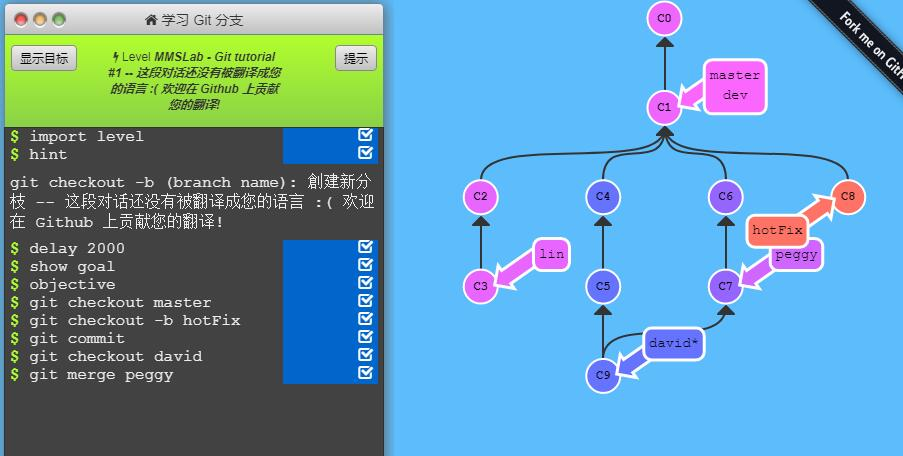 学习 Git 分支
显示目标
Level MMSLab - Git tutorial
#1 -- 这段对话还没有被翻译成您
的语言 :( 欢迎在 Github 上贡献
您的翻译!
提示
$ import level
$ hint
git checkout -b (branch name): 創建新分
枝 -- 这段对话还没有被翻译成您的语言 :( 欢迎
在 Github 上贡献您的翻译!
$ delay 2000
$ show goal
$ objective
$ git checkout master
$ git checkout -b hotFix
$ git commit
$ git checkout david
$ git merge peggy
C0
master
dev
C1
C2
C4
C6
C8
hotFix
peggy
lin
C3
C5
C7
david*
C9
Fork me on GitH